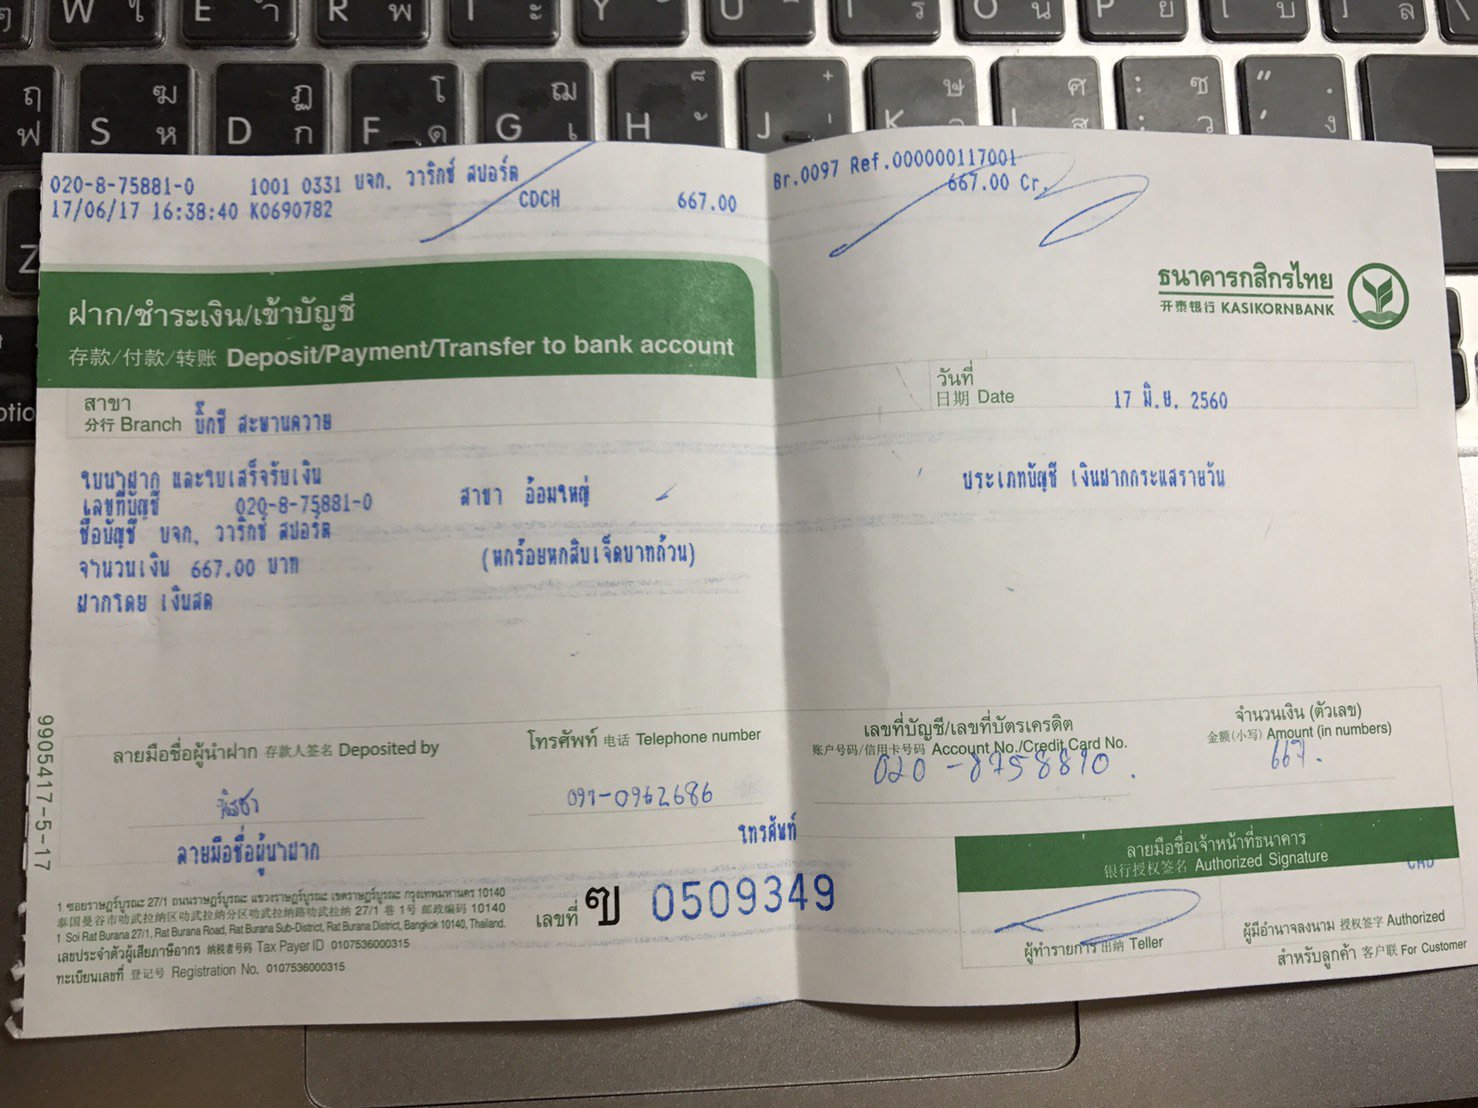 020-8-75881-0 1001 0331 บจก. วาริกซ์ สปอร์ต Br.0097 Ref.000000117001
17/06/17 16:38:40 K0690782 CDCH 667.00 667.00 Cr.
ธนาคารกสิกรไทย
开泰银行 KASIKORNBANK
ฝาก/ชำระเงิน/เข้าบัญชี
存款/付款/转账 Deposit/Payment/Transfer to bank account
สาขา
分行 Branch บิ๊กซี สะพานควาย
วันที่
日期 Date 17 มิ.ย. 2560
ใบนำฝาก และใบเสร็จรับเงิน
ประเภทบัญชี เงินฝากกระแสรายวัน
เลขที่บัญชี 020-8-75881-0 สาขา อ้อมใหญ่
ชื่อบัญชี บจก. วาริกซ์ สปอร์ต
จำนวนเงิน 667.00 บาท (หกร้อยหกสิบเจ็ดบาทถ้วน)
ฝากโดย เงินสด
ลายมือชื่อผู้นำฝาก 存款人签名 Deposited by
โทรศัพท์ 电话 Telephone number
091-0962686
เลขที่บัญชี/เลขที่บัตรเครดิต
账户号码/信用卡号码 Account No./Credit Card No.
020-8758810
จำนวนเงิน (ตัวเลข)
金额(小写) Amount (in numbers)
667.
ลายมือชื่อผู้นำฝาก
โทรศัพท์
ลายมือชื่อเจ้าหน้าที่ธนาคาร
银行授权签名 Authorized Signature
9905417-5-17
1 ซอยราษฎร์บูรณะ 27/1 ถนนราษฎร์บูรณะ แขวงราษฎร์บูรณะ เขตราษฎร์บูรณะ กรุงเทพมหานคร 10140
泰国曼谷市叻武拉纳区叻武拉纳分区叻武拉纳路叻武拉纳 27/1 巷 1号 邮政编码 10140
1 Soi Rat Burana 27/1, Rat Burana Road, Rat Burana Sub-District, Rat Burana District, Bangkok 10140, Thailand.
เลขประจำตัวผู้เสียภาษีอากร 纳税者号码 Tax Payer ID 0107536000315
ทะเบียนเลขที่ 登记号 Registration No. 0107536000315
เลขที่ ฃ 0509349
ผู้ทำรายการ 出纳 Teller
ผู้มีอำนาจลงนาม 授权签字 Authorized
สำหรับลูกค้า 客户联 For Customer